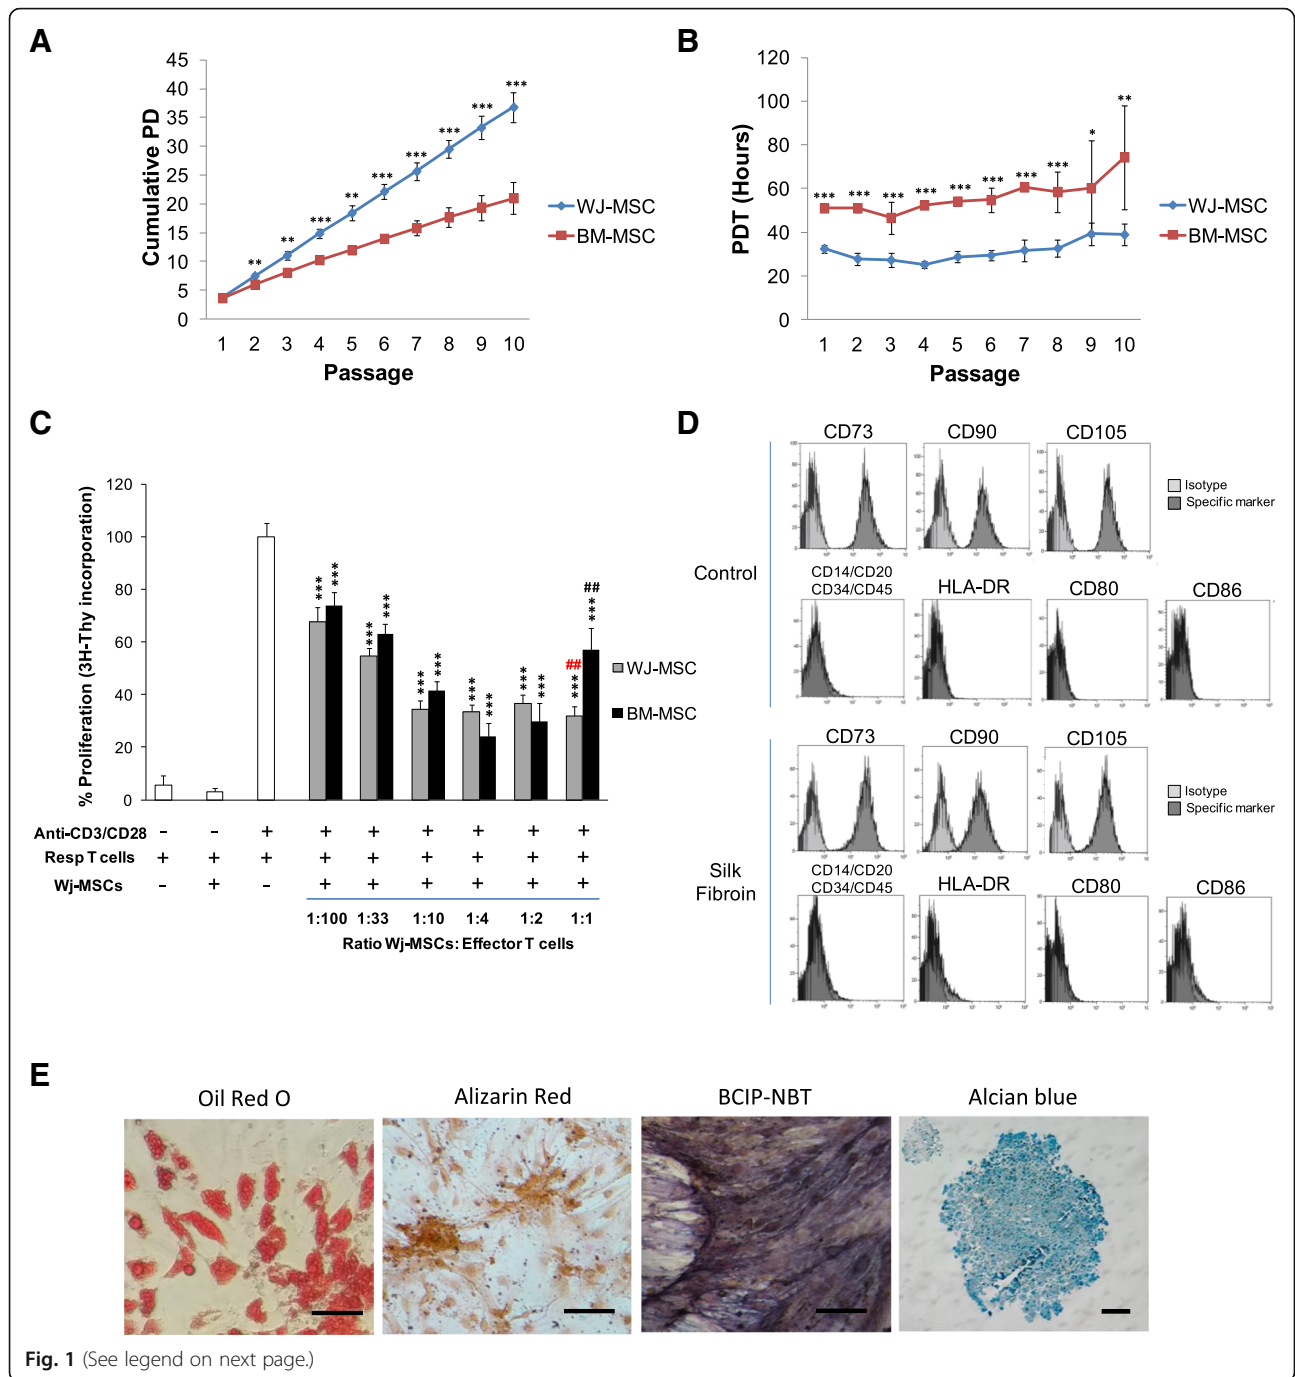 A
45
40
35
30
25
20
15
10
5
0
Cumulative PD
***
***
***
***
***
**
***
**
**
1 2 3 4 5 6 7 8 9 10
Passage
WJ-MSC
BM-MSC
B
120
100
80
60
40
20
0
PDT (Hours)
*** *** *** *** *** *** *** *** * **
1 2 3 4 5 6 7 8 9 10
Passage
WJ-MSC
BM-MSC
C
120
100
80
60
40
20
0
% Proliferation (3H-Thy incorporation)
*** *** *** *** *** *** *** *** *** *** *** ***
## ##
WJ-MSC
BM-MSC
Anti-CD3/CD28 – – + + + + + + +
Resp T cells + + + + + + + + +
Wj-MSCs – + – + + + + + +
1:100 1:33 1:10 1:4 1:2 1:1
Ratio Wj-MSCs: Effector T cells
D
Control
CD73 CD90 CD105
Isotype
Specific marker
CD14/CD20
CD34/CD45
HLA-DR CD80 CD86
Silk
Fibroin
CD73 CD90 CD105
Isotype
Specific marker
CD14/CD20
CD34/CD45
HLA-DR CD80 CD86
E
Oil Red O Alizarin Red BCIP-NBT Alcian blue
Fig. 1 (See legend on next page.)